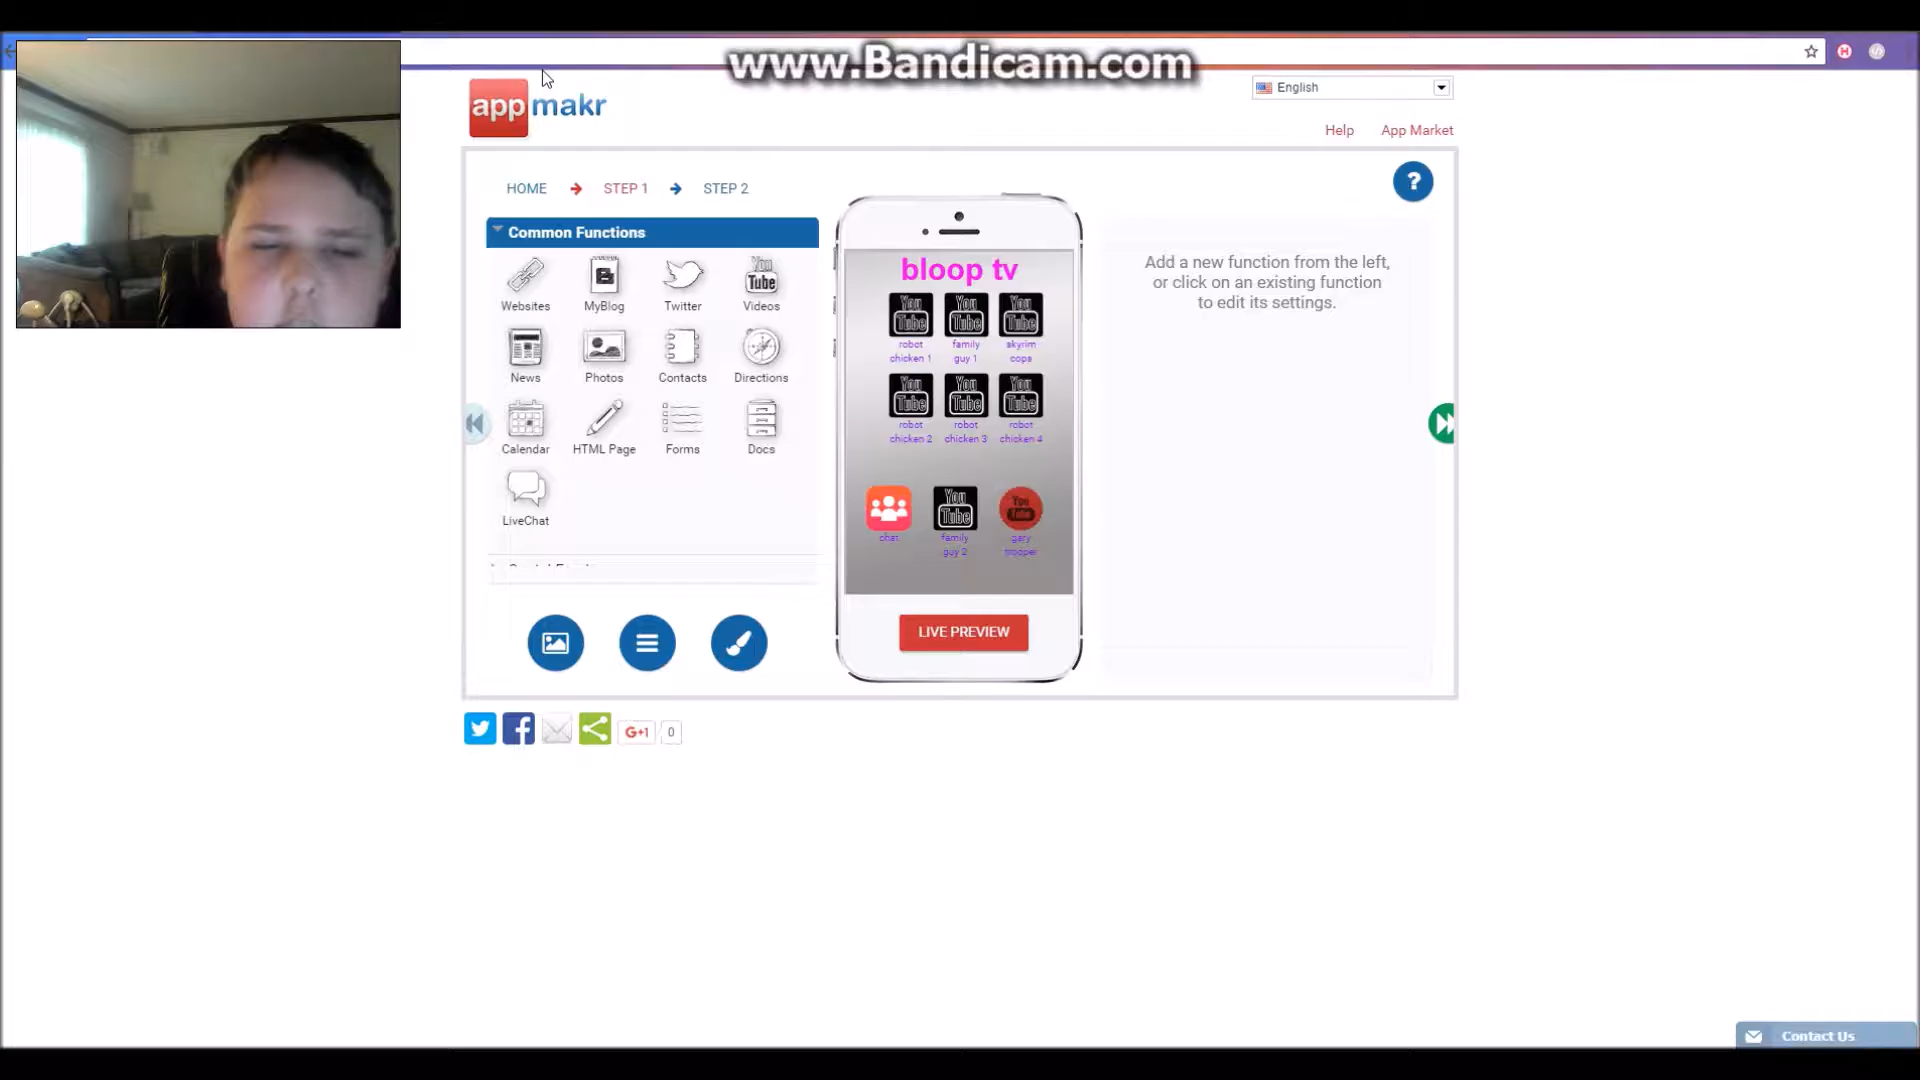 www.Bandicam.com
appmakr
English
Help
App Market
HOME
STEP 1
STEP 2
?
Common Functions
Websites
MyBlog
Twitter
Videos
News
Photos
Contacts
Directions
Calendar
HTML Page
Forms
Docs
LiveChat
bloop tv
robot
chicken 1
family
guy 1
skyrim
cops
robot
chicken 2
robot
chicken 3
robot
chicken 4
chat
family
guy 2
gary
trooper
LIVE PREVIEW
Add a new function from the left,
or click on an existing function
to edit its settings.
G+1
0
Contact Us